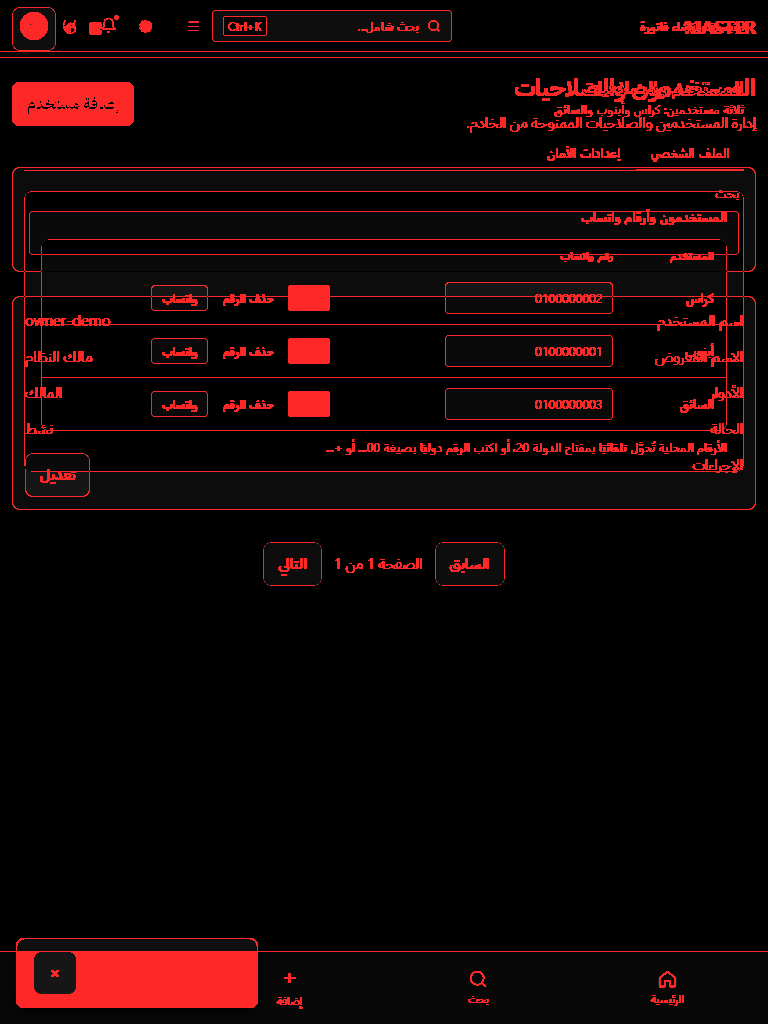 MASTER
بحث شامل...
Ctrl+K
المستخدمون والصلاحيات
إضافة مستخدم
ثلاثة مستخدمين: كراس وأبنوب والسائق
إدارة المستخدمين والصلاحيات الممنوحة من الخادم.
الملف الشخصي
إعدادات الأمان
بحث
المستخدمون وأرقام واتساب
المستخدم
رقم واتساب
كراس
0100000002
حذف الرقم
واتساب
اسم المستخدم
owner-demo
0100000001
حذف الرقم
واتساب
الاسم المعروض
مالك النظام
الأدوار
المالك
السائق
0100000003
حذف الرقم
واتساب
الحالة
نشط
الأرقام المحلية تُحوَّل تلقائيًا بمفتاح الدولة 20، أو اكتب الرقم دوليًا بصيغة 00... أو +...
الإجراءات
تعديل
السابق
الصفحة 1 من 1
التالي
×
إضافة
بحث
الرئيسية